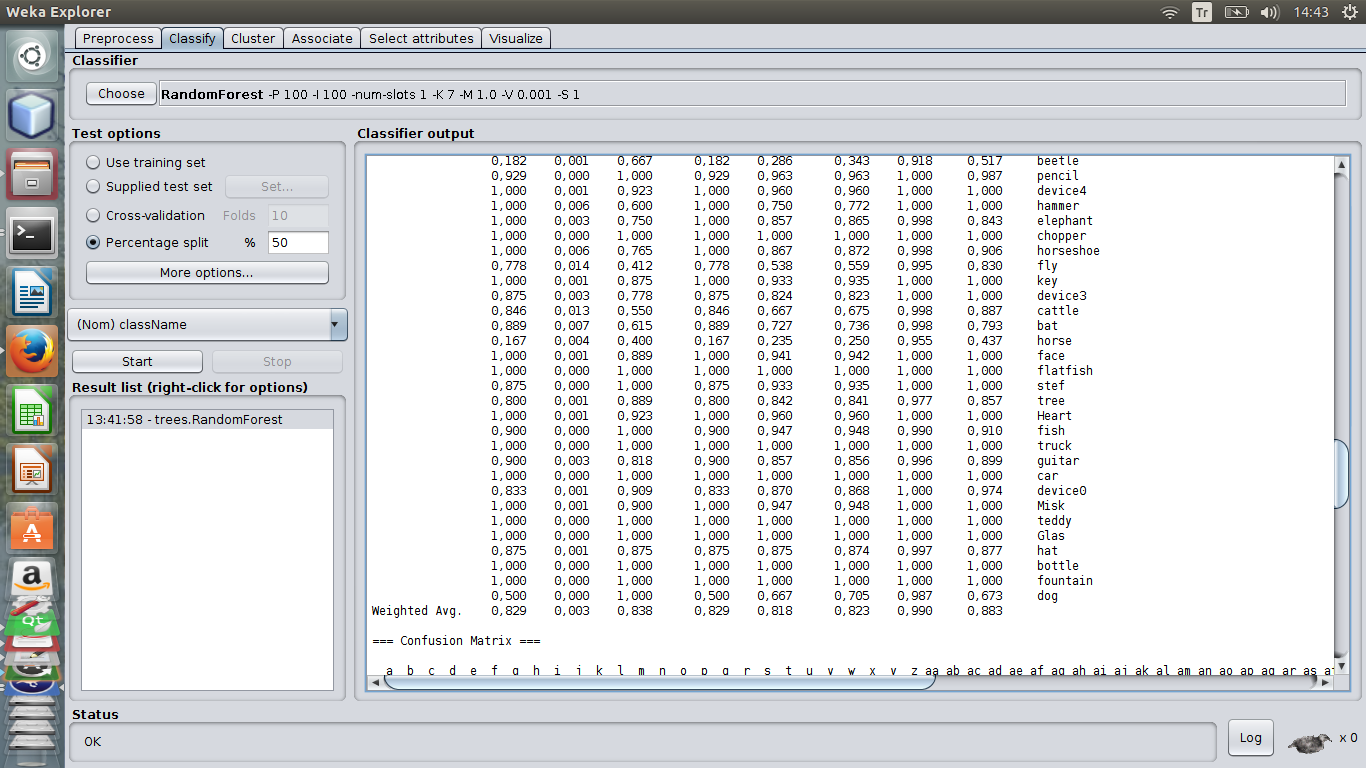 Weka Explorer
Tr
14:43
Preprocess Classify Cluster Associate Select attributes Visualize
Classifier
Choose RandomForest -P 100 -I 100 -num-slots 1 -K 7 -M 1.0 -V 0.001 -S 1
Test options
Use training set
Supplied test set Set...
Cross-validation Folds 10
Percentage split % 50
More options...
(Nom) className
Start Stop
Result list (right-click for options)
13:41:58 - trees.RandomForest
Classifier output
0,182 0,001 0,667 0,182 0,286 0,343 0,918 0,517 beetle
0,929 0,000 1,000 0,929 0,963 0,963 1,000 0,987 pencil
1,000 0,001 0,923 1,000 0,960 0,960 1,000 1,000 device4
1,000 0,006 0,600 1,000 0,750 0,772 1,000 1,000 hammer
1,000 0,003 0,750 1,000 0,857 0,865 0,998 0,843 elephant
1,000 0,000 1,000 1,000 1,000 1,000 1,000 1,000 chopper
1,000 0,006 0,765 1,000 0,867 0,872 0,998 0,906 horseshoe
0,778 0,014 0,412 0,778 0,538 0,559 0,995 0,830 fly
1,000 0,001 0,875 1,000 0,933 0,935 1,000 1,000 key
0,875 0,003 0,778 0,875 0,824 0,823 1,000 1,000 device3
0,846 0,013 0,550 0,846 0,667 0,675 0,998 0,887 cattle
0,889 0,007 0,615 0,889 0,727 0,736 0,998 0,793 bat
0,167 0,004 0,400 0,167 0,235 0,250 0,955 0,437 horse
1,000 0,001 0,889 1,000 0,941 0,942 1,000 1,000 face
1,000 0,000 1,000 1,000 1,000 1,000 1,000 1,000 flatfish
0,875 0,000 1,000 0,875 0,933 0,935 1,000 1,000 stef
0,800 0,001 0,889 0,800 0,842 0,841 0,977 0,857 tree
1,000 0,001 0,923 1,000 0,960 0,960 1,000 1,000 Heart
0,900 0,000 1,000 0,900 0,947 0,948 0,990 0,910 fish
1,000 0,000 1,000 1,000 1,000 1,000 1,000 1,000 truck
0,900 0,003 0,818 0,900 0,857 0,856 0,996 0,899 guitar
1,000 0,000 1,000 1,000 1,000 1,000 1,000 1,000 car
0,833 0,001 0,909 0,833 0,870 0,868 1,000 0,974 device0
1,000 0,001 0,900 1,000 0,947 0,948 1,000 1,000 Misk
1,000 0,000 1,000 1,000 1,000 1,000 1,000 1,000 teddy
1,000 0,000 1,000 1,000 1,000 1,000 1,000 1,000 Glas
0,875 0,001 0,875 0,875 0,875 0,874 0,997 0,877 hat
1,000 0,000 1,000 1,000 1,000 1,000 1,000 1,000 bottle
1,000 0,000 1,000 1,000 1,000 1,000 1,000 1,000 fountain
0,500 0,000 1,000 0,500 0,667 0,705 0,987 0,673 dog
Weighted Avg. 0,829 0,003 0,838 0,829 0,818 0,823 0,990 0,883
=== Confusion Matrix ===
a b c d e f g h i j k l m n o p q r s t u v w x y z aa ab ac ad ae af ag ah ai aj ak al am an ao ap aq ar as
Status
OK
Log
x 0